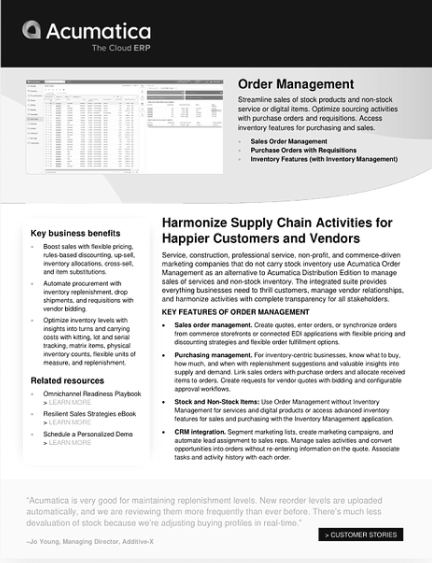 Acumatica
The Cloud ERP
Order Management
Streamline sales of stock products and non-stock
service or digital items. Optimize sourcing activities
with purchase orders and requisitions. Access
inventory features for purchasing and sales.
Sales Order Management
Purchase Orders with Requisitions
Inventory Features (with Inventory Management)
Key business benefits
Boost sales with flexible pricing,
rules-based discounting, up-sell,
inventory allocations, cross-sell,
and item substitutions.
Automate procurement with
inventory replenishment, drop
shipments, and requisitions with
vendor bidding.
Optimize inventory levels with
insights into turns and carrying
costs with kitting, lot and serial
tracking, matrix items, physical
inventory counts, flexible units of
measure, and replenishment.
Related resources
Omnichannel Readiness Playbook
> LEARN MORE
Resilient Sales Strategies eBook
> LEARN MORE
Schedule a Personalized Demo
> LEARN MORE
Harmonize Supply Chain Activities for
Happier Customers and Vendors
Service, construction, professional service, non-profit, and commerce-driven
marketing companies that do not carry stock inventory use Acumatica Order
Management as an alternative to Acumatica Distribution Edition to manage
sales of services and non-stock inventory. The integrated suite provides
everything businesses need to thrill customers, manage vendor relationships,
and harmonize activities with complete transparency for all stakeholders.
KEY FEATURES OF ORDER MANAGEMENT
Sales order management. Create quotes, enter orders, or synchronize orders
from commerce storefronts or connected EDI applications with flexible pricing and
discounting strategies and flexible order fulfillment options.
Purchasing management. For inventory-centric businesses, know what to buy,
how much, and when with replenishment suggestions and valuable insights into
supply and demand. Link sales orders with purchase orders and allocate received
items to orders. Create requests for vendor quotes with bidding and configurable
approval workflows.
Stock and Non-Stock Items: Use Order Management without Inventory
Management for services and digital products or access advanced inventory
features for sales and purchasing with the Inventory Management application.
CRM integration. Segment marketing lists, create marketing campaigns, and
automate lead assignment to sales reps. Manage sales activities and convert
opportunities into orders without re-entering information on the quote. Associate
tasks and activity history with each order.
"Acumatica is very good for maintaining replenishment levels. New reorder levels are uploaded
automatically, and we are reviewing them more frequently than ever before. There's much less
devaluation of stock because we're adjusting buying profiles in real-time."
–Jo Young, Managing Director, Additive-X
> CUSTOMER STORIES